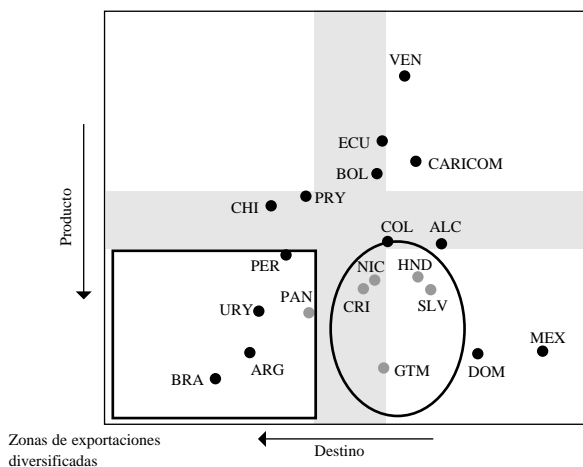 VEN
ECU
CARICOM
BOL
PRY
CHI
COL
ALC
PER
NIC
HND
PAN
CRI
SLV
URY
MEX
ARG
GTM
DOM
BRA
Producto
Destino
Zonas de exportaciones
diversificadas